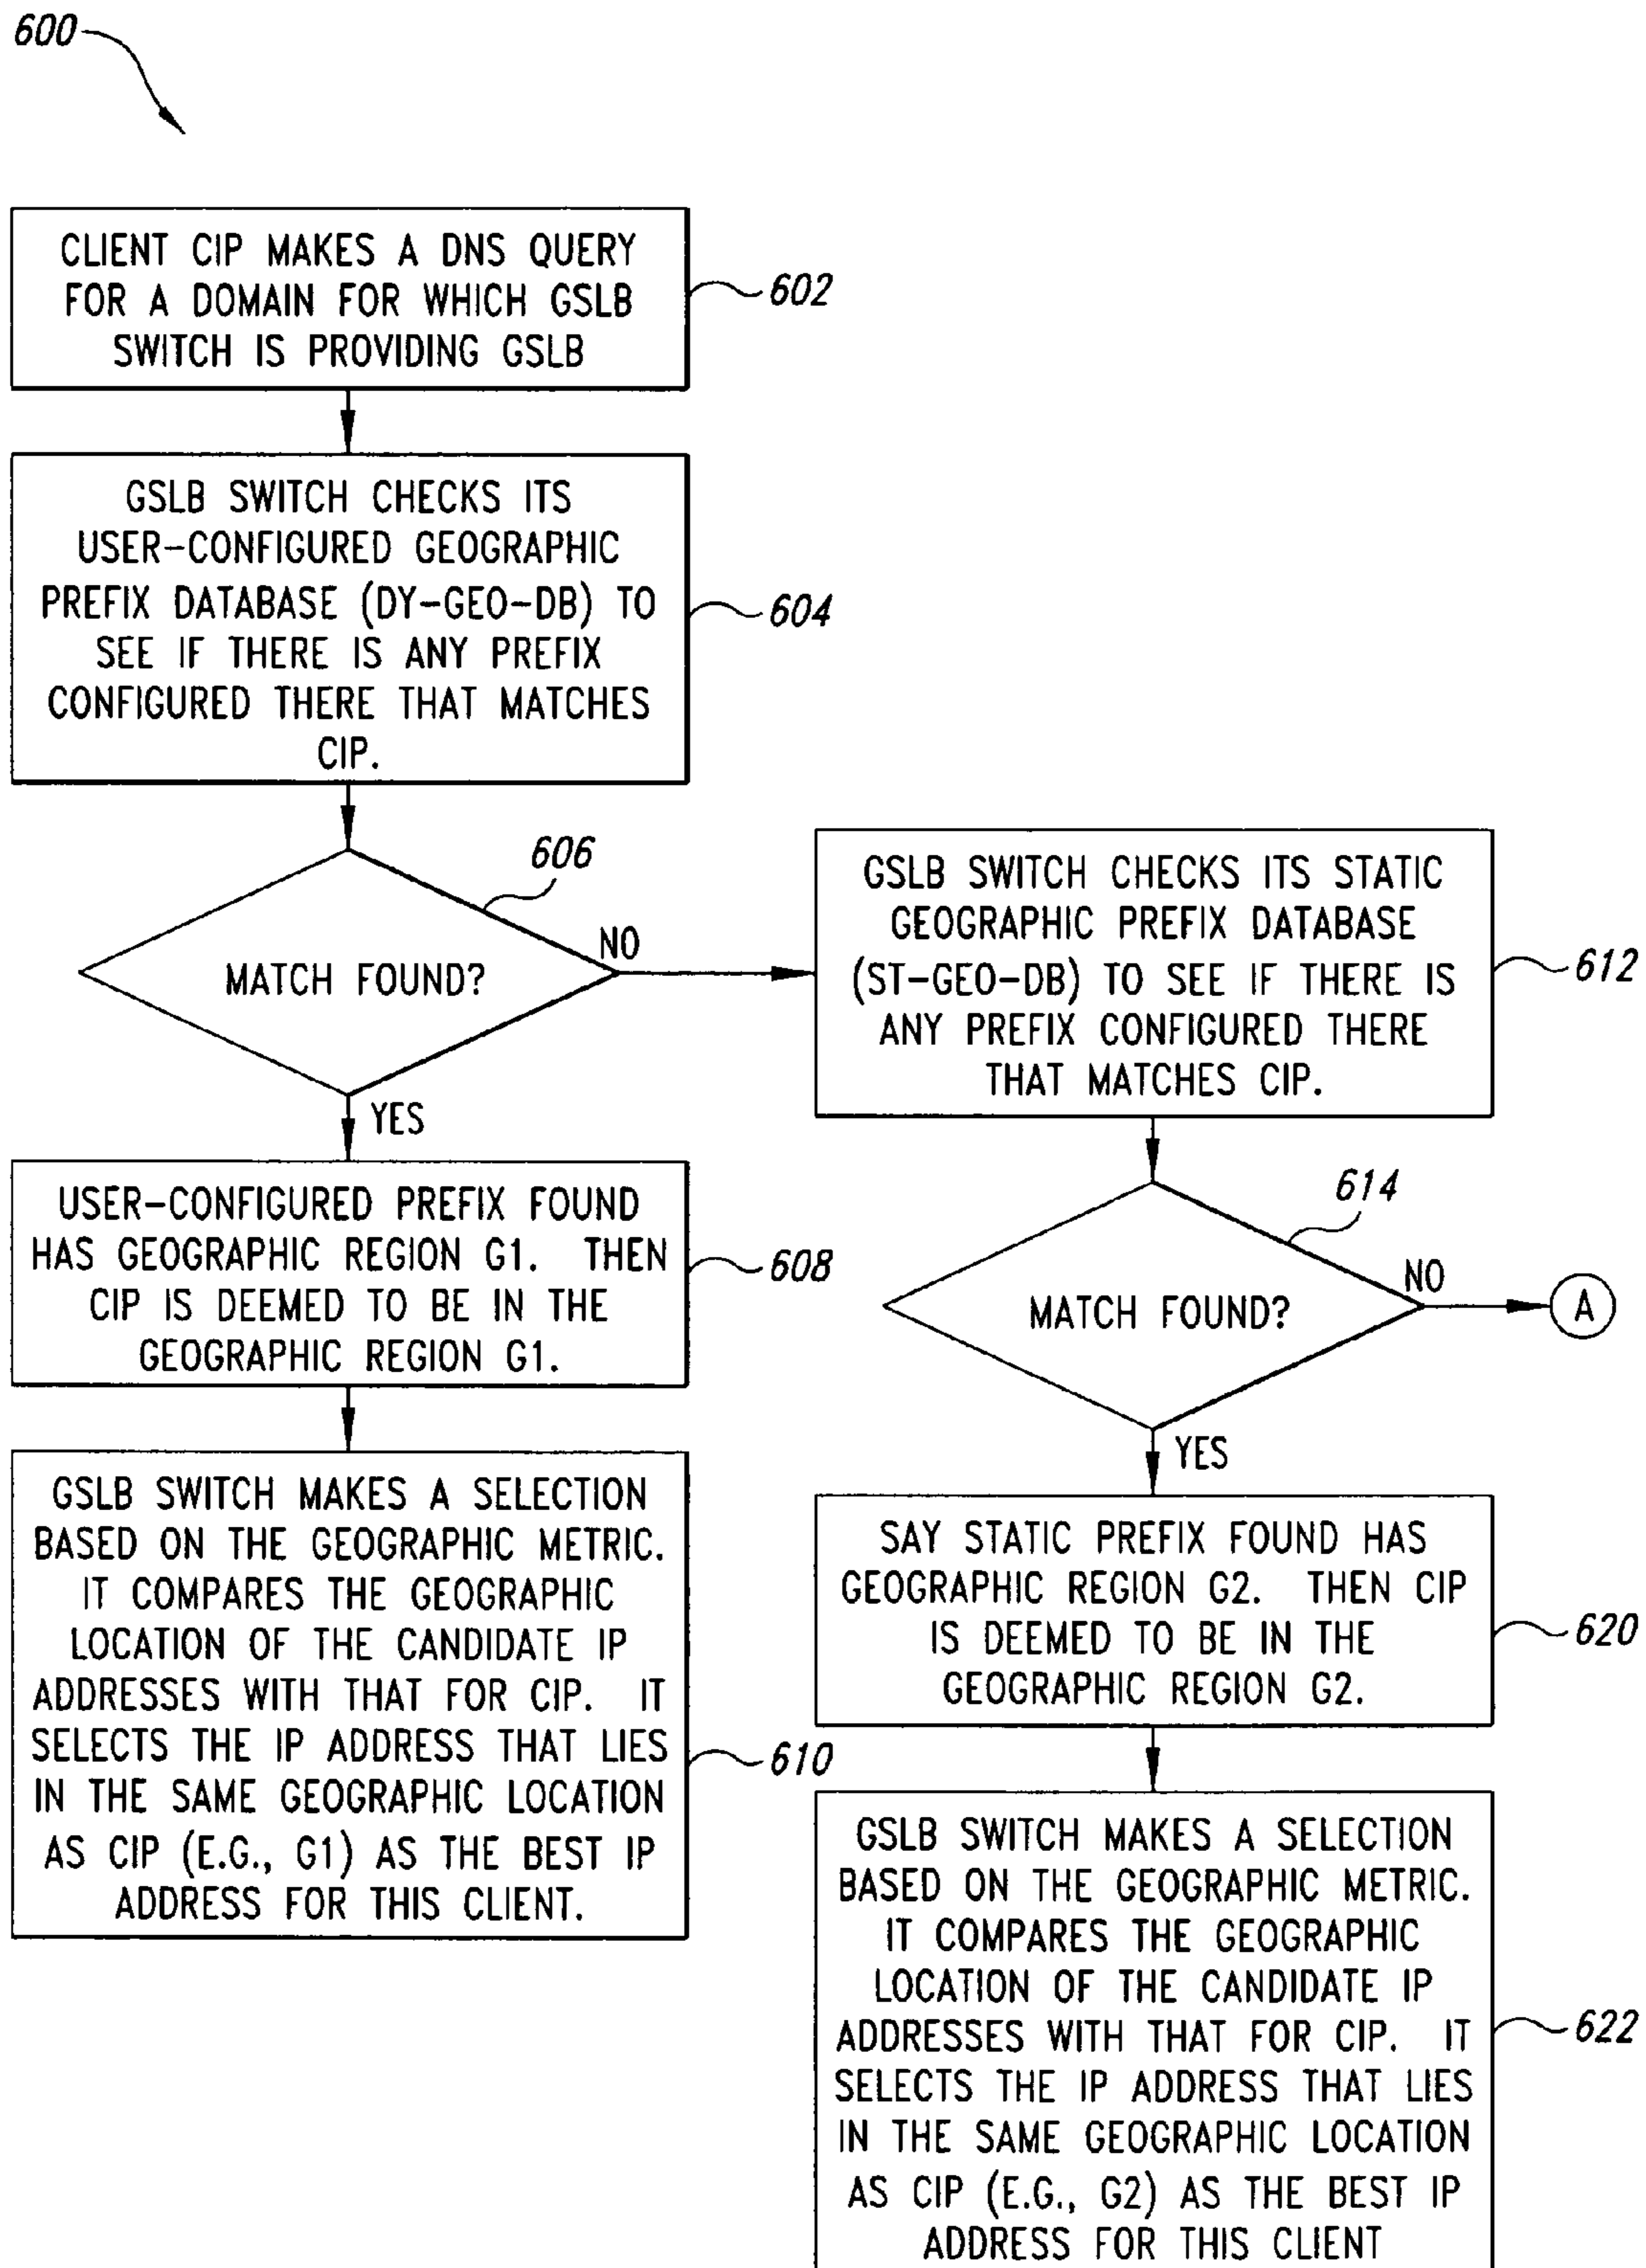 600
CLIENT CIP MAKES A DNS QUERY
FOR A DOMAIN FOR WHICH GSLB
SWITCH IS PROVIDING GSLB
602
GSLB SWITCH CHECKS ITS
USER-CONFIGURED GEOGRAPHIC
PREFIX DATABASE (DY-GEO-DB) TO
SEE IF THERE IS ANY PREFIX
CONFIGURED THERE THAT MATCHES
CIP.
604
606
MATCH FOUND?
NO
YES
USER-CONFIGURED PREFIX FOUND
HAS GEOGRAPHIC REGION G1. THEN
CIP IS DEEMED TO BE IN THE
GEOGRAPHIC REGION G1.
608
GSLB SWITCH MAKES A SELECTION
BASED ON THE GEOGRAPHIC METRIC.
IT COMPARES THE GEOGRAPHIC
LOCATION OF THE CANDIDATE IP
ADDRESSES WITH THAT FOR CIP. IT
SELECTS THE IP ADDRESS THAT LIES
IN THE SAME GEOGRAPHIC LOCATION
AS CIP (E.G., G1) AS THE BEST IP
ADDRESS FOR THIS CLIENT.
610
GSLB SWITCH CHECKS ITS STATIC
GEOGRAPHIC PREFIX DATABASE
(ST-GEO-DB) TO SEE IF THERE IS
ANY PREFIX CONFIGURED THERE
THAT MATCHES CIP.
612
614
MATCH FOUND?
NO
A
YES
SAY STATIC PREFIX FOUND HAS
GEOGRAPHIC REGION G2. THEN CIP
IS DEEMED TO BE IN THE
GEOGRAPHIC REGION G2.
620
GSLB SWITCH MAKES A SELECTION
BASED ON THE GEOGRAPHIC METRIC.
IT COMPARES THE GEOGRAPHIC
LOCATION OF THE CANDIDATE IP
ADDRESSES WITH THAT FOR CIP. IT
SELECTS THE IP ADDRESS THAT LIES
IN THE SAME GEOGRAPHIC LOCATION
AS CIP (E.G., G2) AS THE BEST IP
ADDRESS FOR THIS CLIENT
622